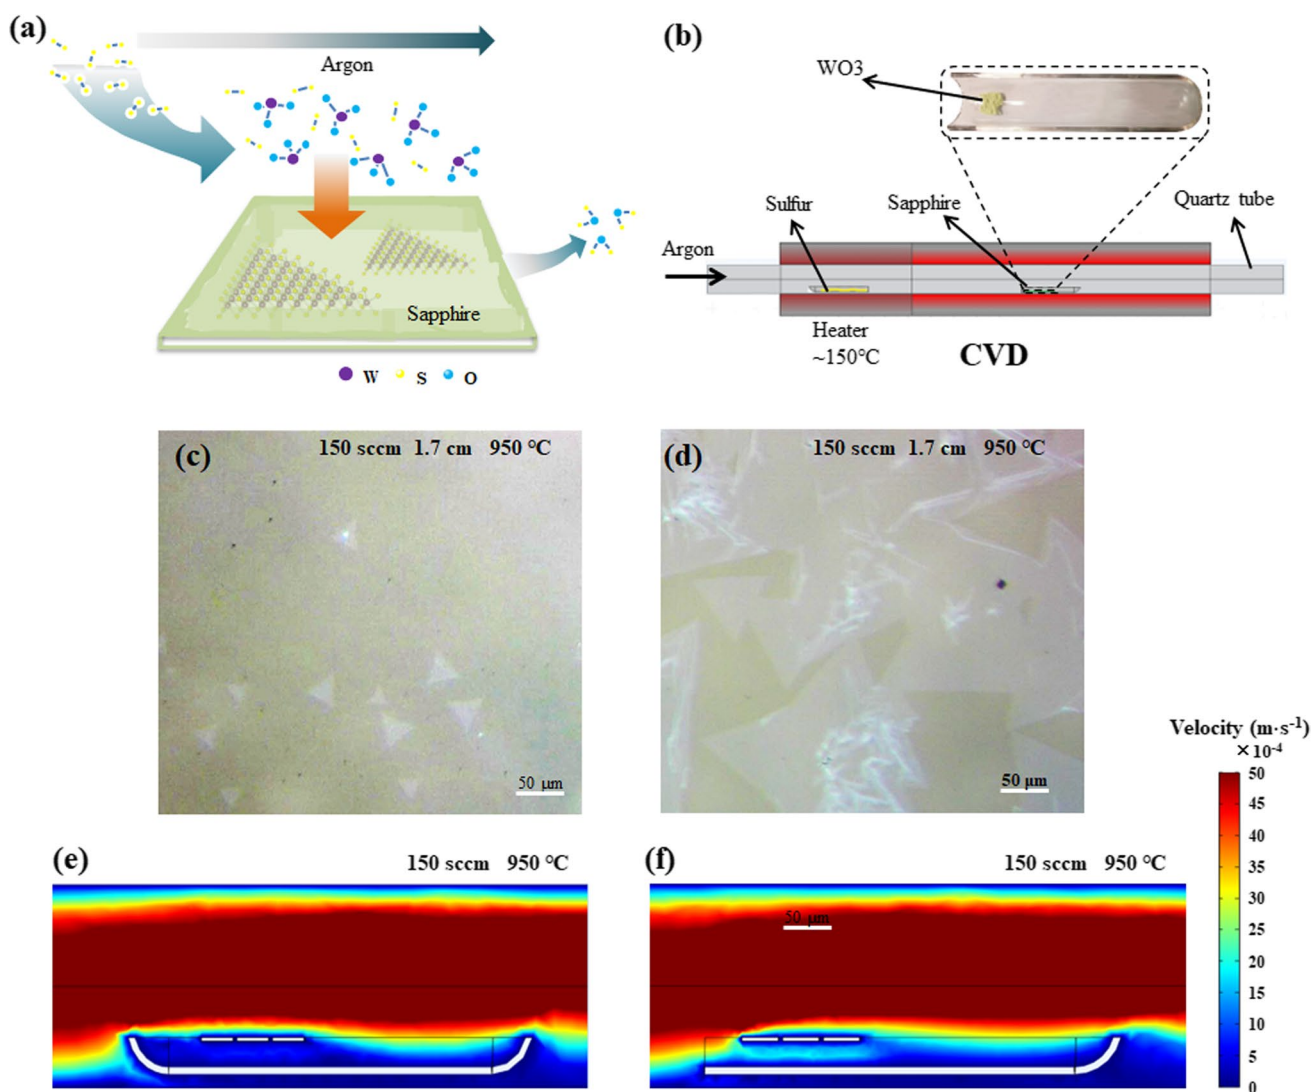 (a)
Argon
Sapphire
W S O
(b)
WO3
Sulfur
Sapphire
Quartz tube
Argon
Heater
~150℃
CVD
(c)
150 sccm 1.7 cm 950 ℃
50 μm
(d)
150 sccm 1.7 cm 950 ℃
50 μm
Velocity (m·s⁻¹)
×10⁻⁴
50
45
40
35
30
25
20
15
10
5
0
(e)
150 sccm 950 ℃
(f)
150 sccm 950 ℃
50 μm